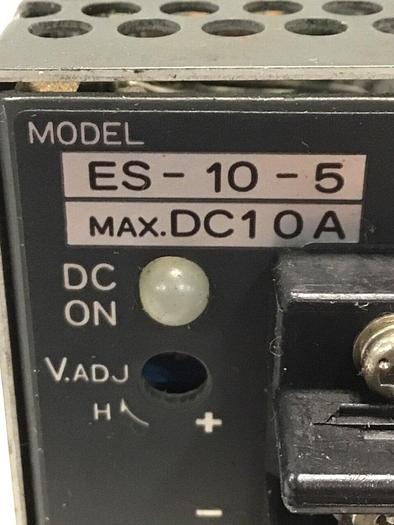 MODEL
ES-10-5
MAX.DC10A
DC
ON
V.ADJ
H
+
-